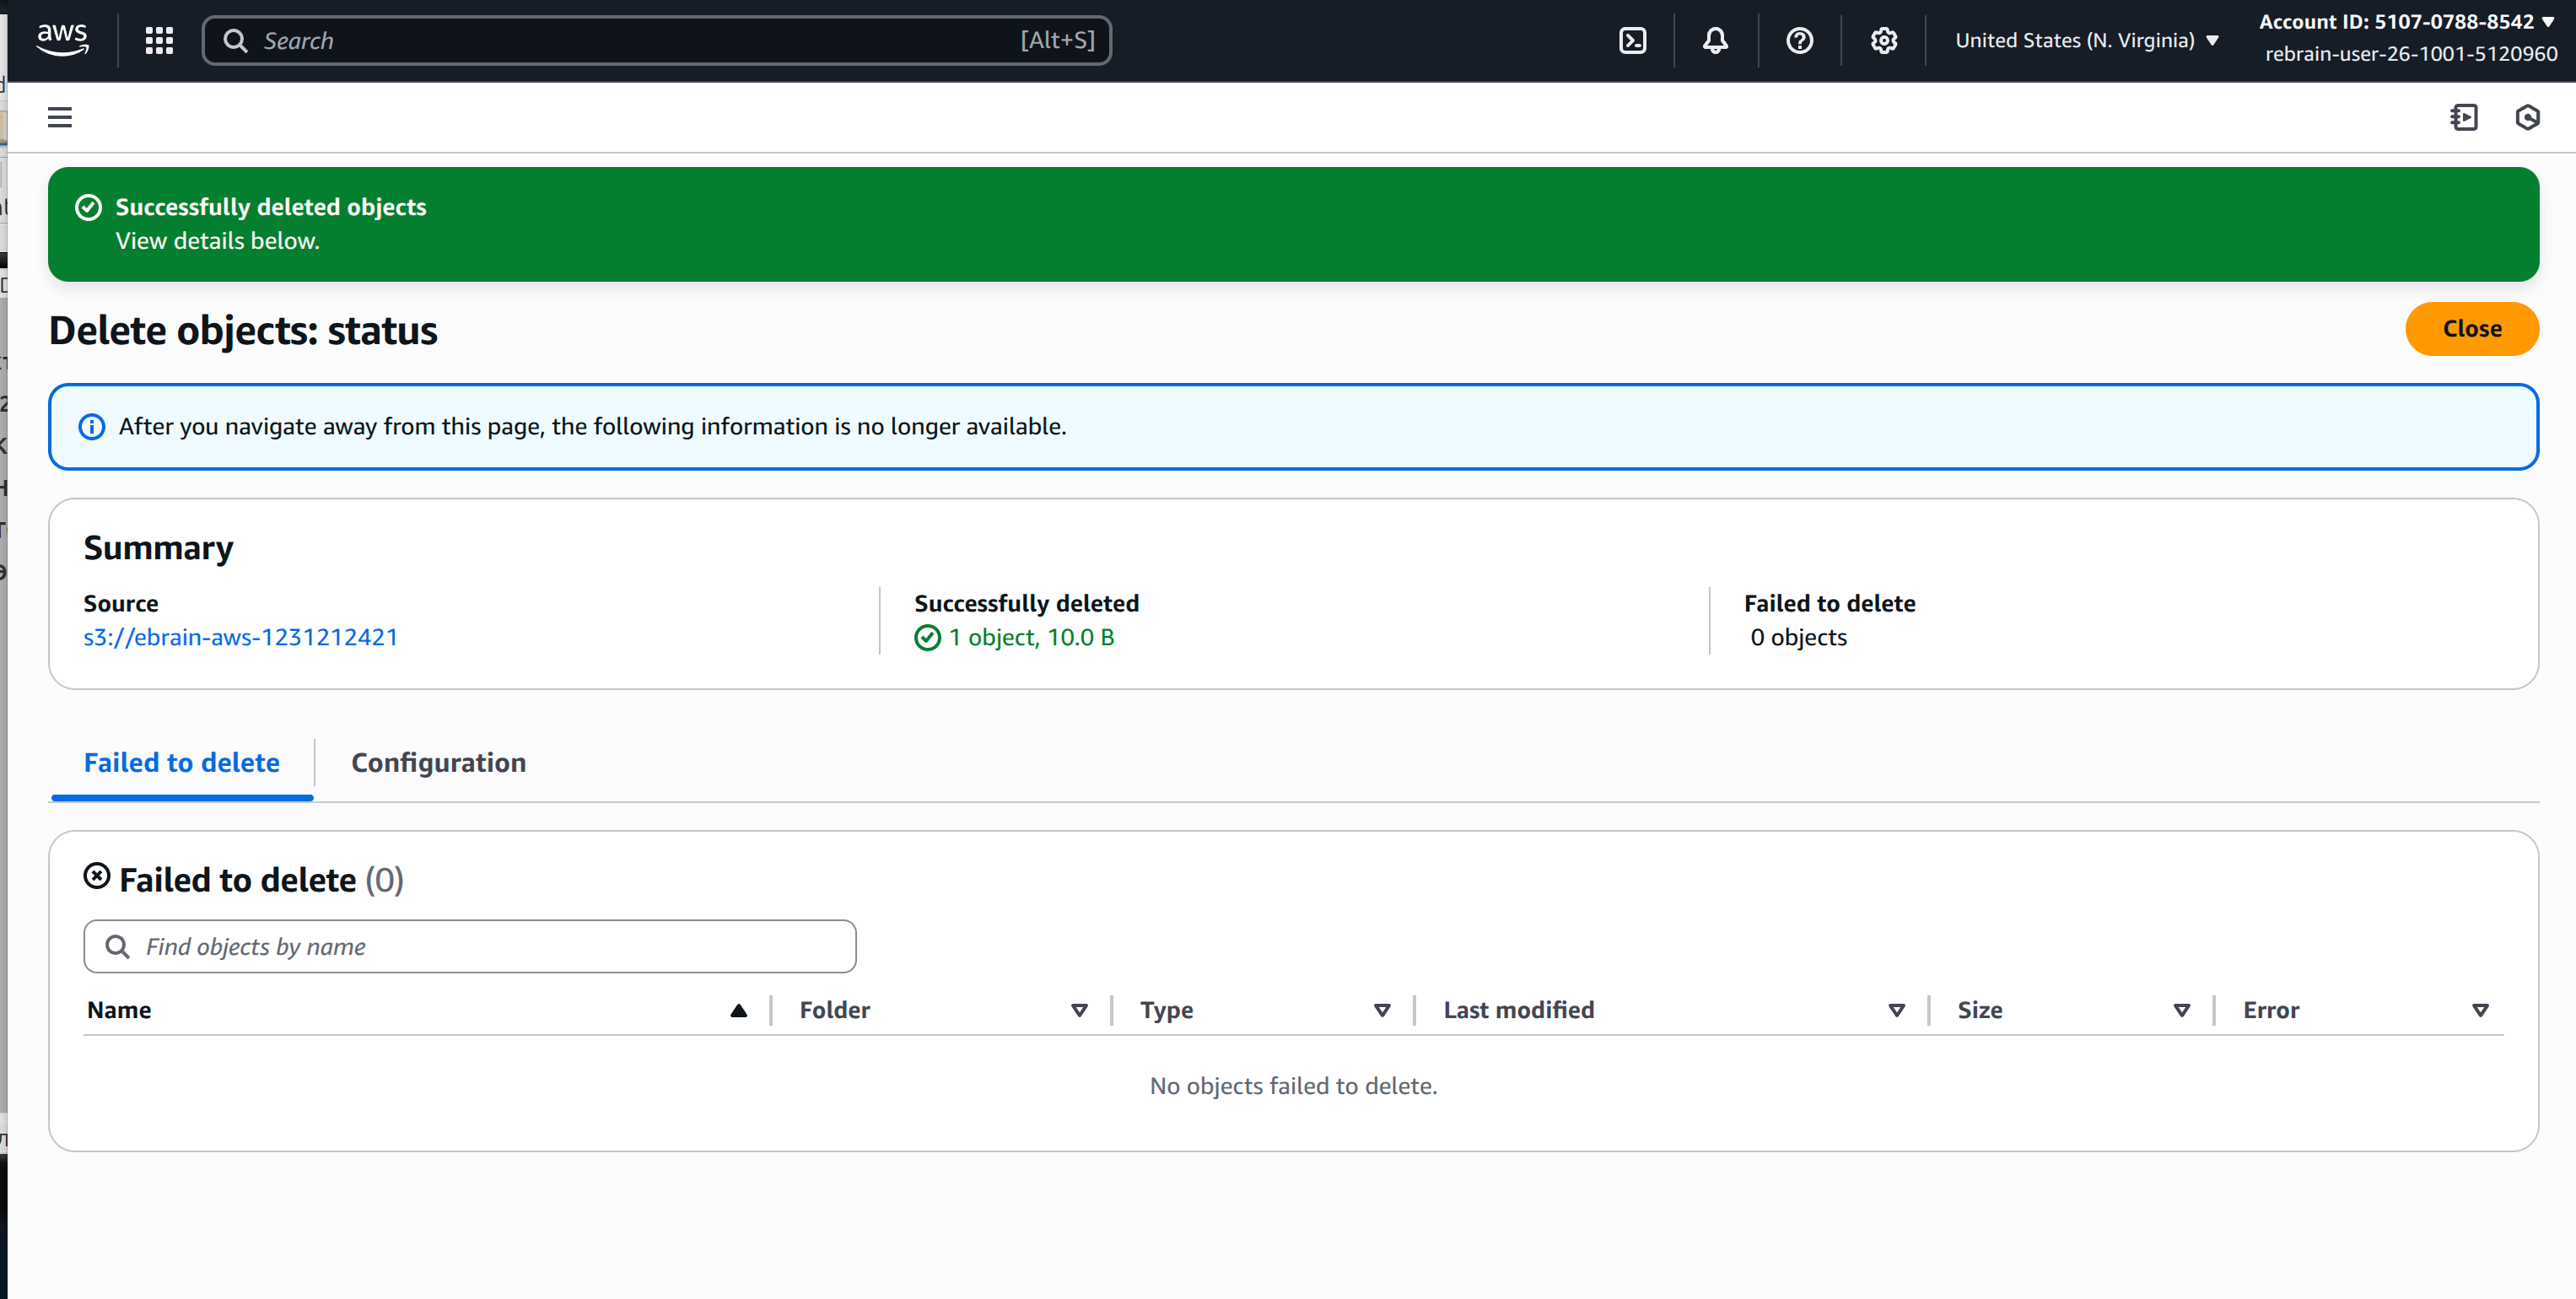 aws
Search [Alt+S]
United States (N. Virginia)
Account ID: 5107-0788-8542
rebrain-user-26-1001-5120960
Successfully deleted objects
View details below.
Delete objects: status
Close
After you navigate away from this page, the following information is no longer available.
Summary
Source
s3://ebrain-aws-1231212421
Successfully deleted
1 object, 10.0 B
Failed to delete
0 objects
Failed to delete
Configuration
Failed to delete (0)
Find objects by name
Name Folder Type Last modified Size Error
No objects failed to delete.